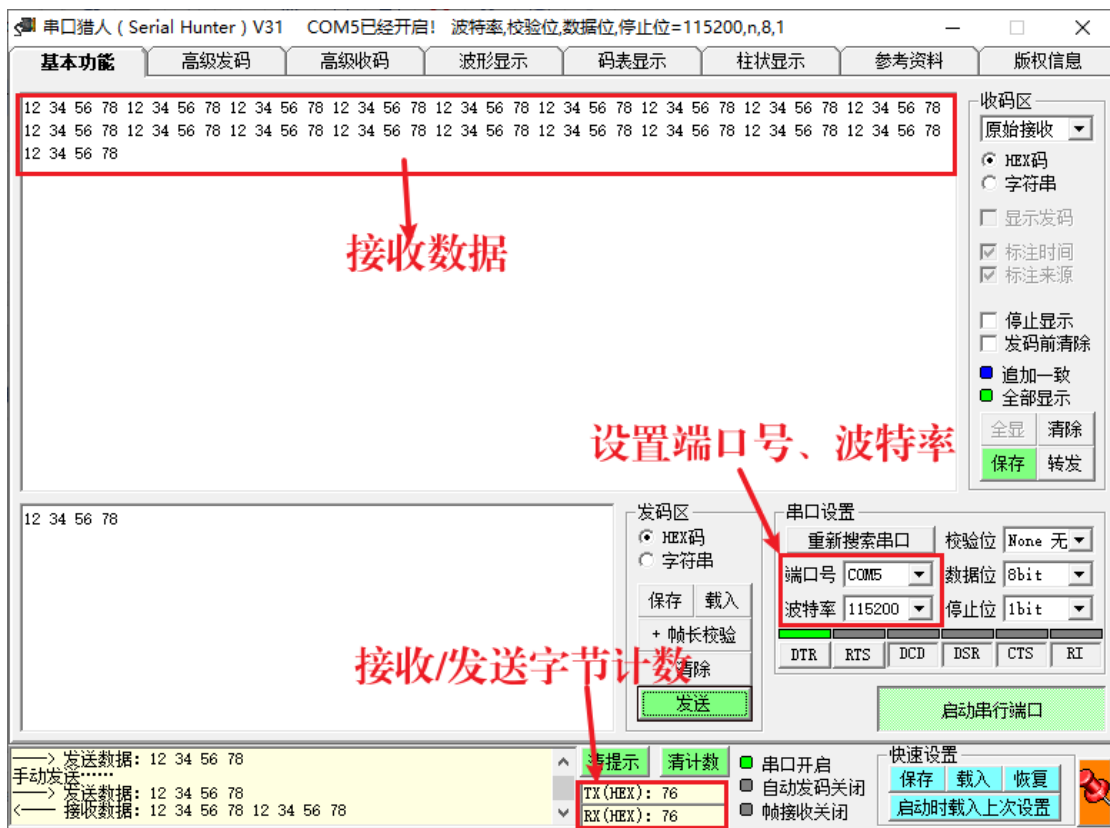 串口猎人 ( Serial Hunter ) V31 COM5已经开启! 波特率,校验位,数据位,停止位=115200,n,8,1
基本功能 高级发码 高级收码 波形显示 码表显示 柱状显示 参考资料 版权信息
12 34 56 78 12 34 56 78 12 34 56 78 12 34 56 78 12 34 56 78 12 34 56 78 12 34 56 78 12 34 56 78 12 34 56 78
12 34 56 78 12 34 56 78 12 34 56 78 12 34 56 78 12 34 56 78 12 34 56 78 12 34 56 78 12 34 56 78 12 34 56 78
12 34 56 78
接收数据
收码区
原始接收
HEX码
字符串
显示发码
标注时间
标注来源
停止显示
发码前清除
追加一致
全部显示
全显 清除
保存 转发
设置端口号、波特率
12 34 56 78
发码区
HEX码
字符串
保存 载入
+ 帧长校验
清除
发送
串口设置
重新搜索串口 校验位 None 无
端口号 COM5 数据位 8bit
波特率 115200 停止位 1bit
DTR RTS DCD DSR CTS RI
启动串行端口
接收/发送字节计数
——> 发送数据: 12 34 56 78
手动发送……
——> 发送数据: 12 34 56 78
<—— 接收数据: 12 34 56 78 12 34 56 78
清提示 清计数
TX(HEX): 76
RX(HEX): 76
串口开启
自动发码关闭
帧接收关闭
快速设置
保存 载入 恢复
启动时载入上次设置